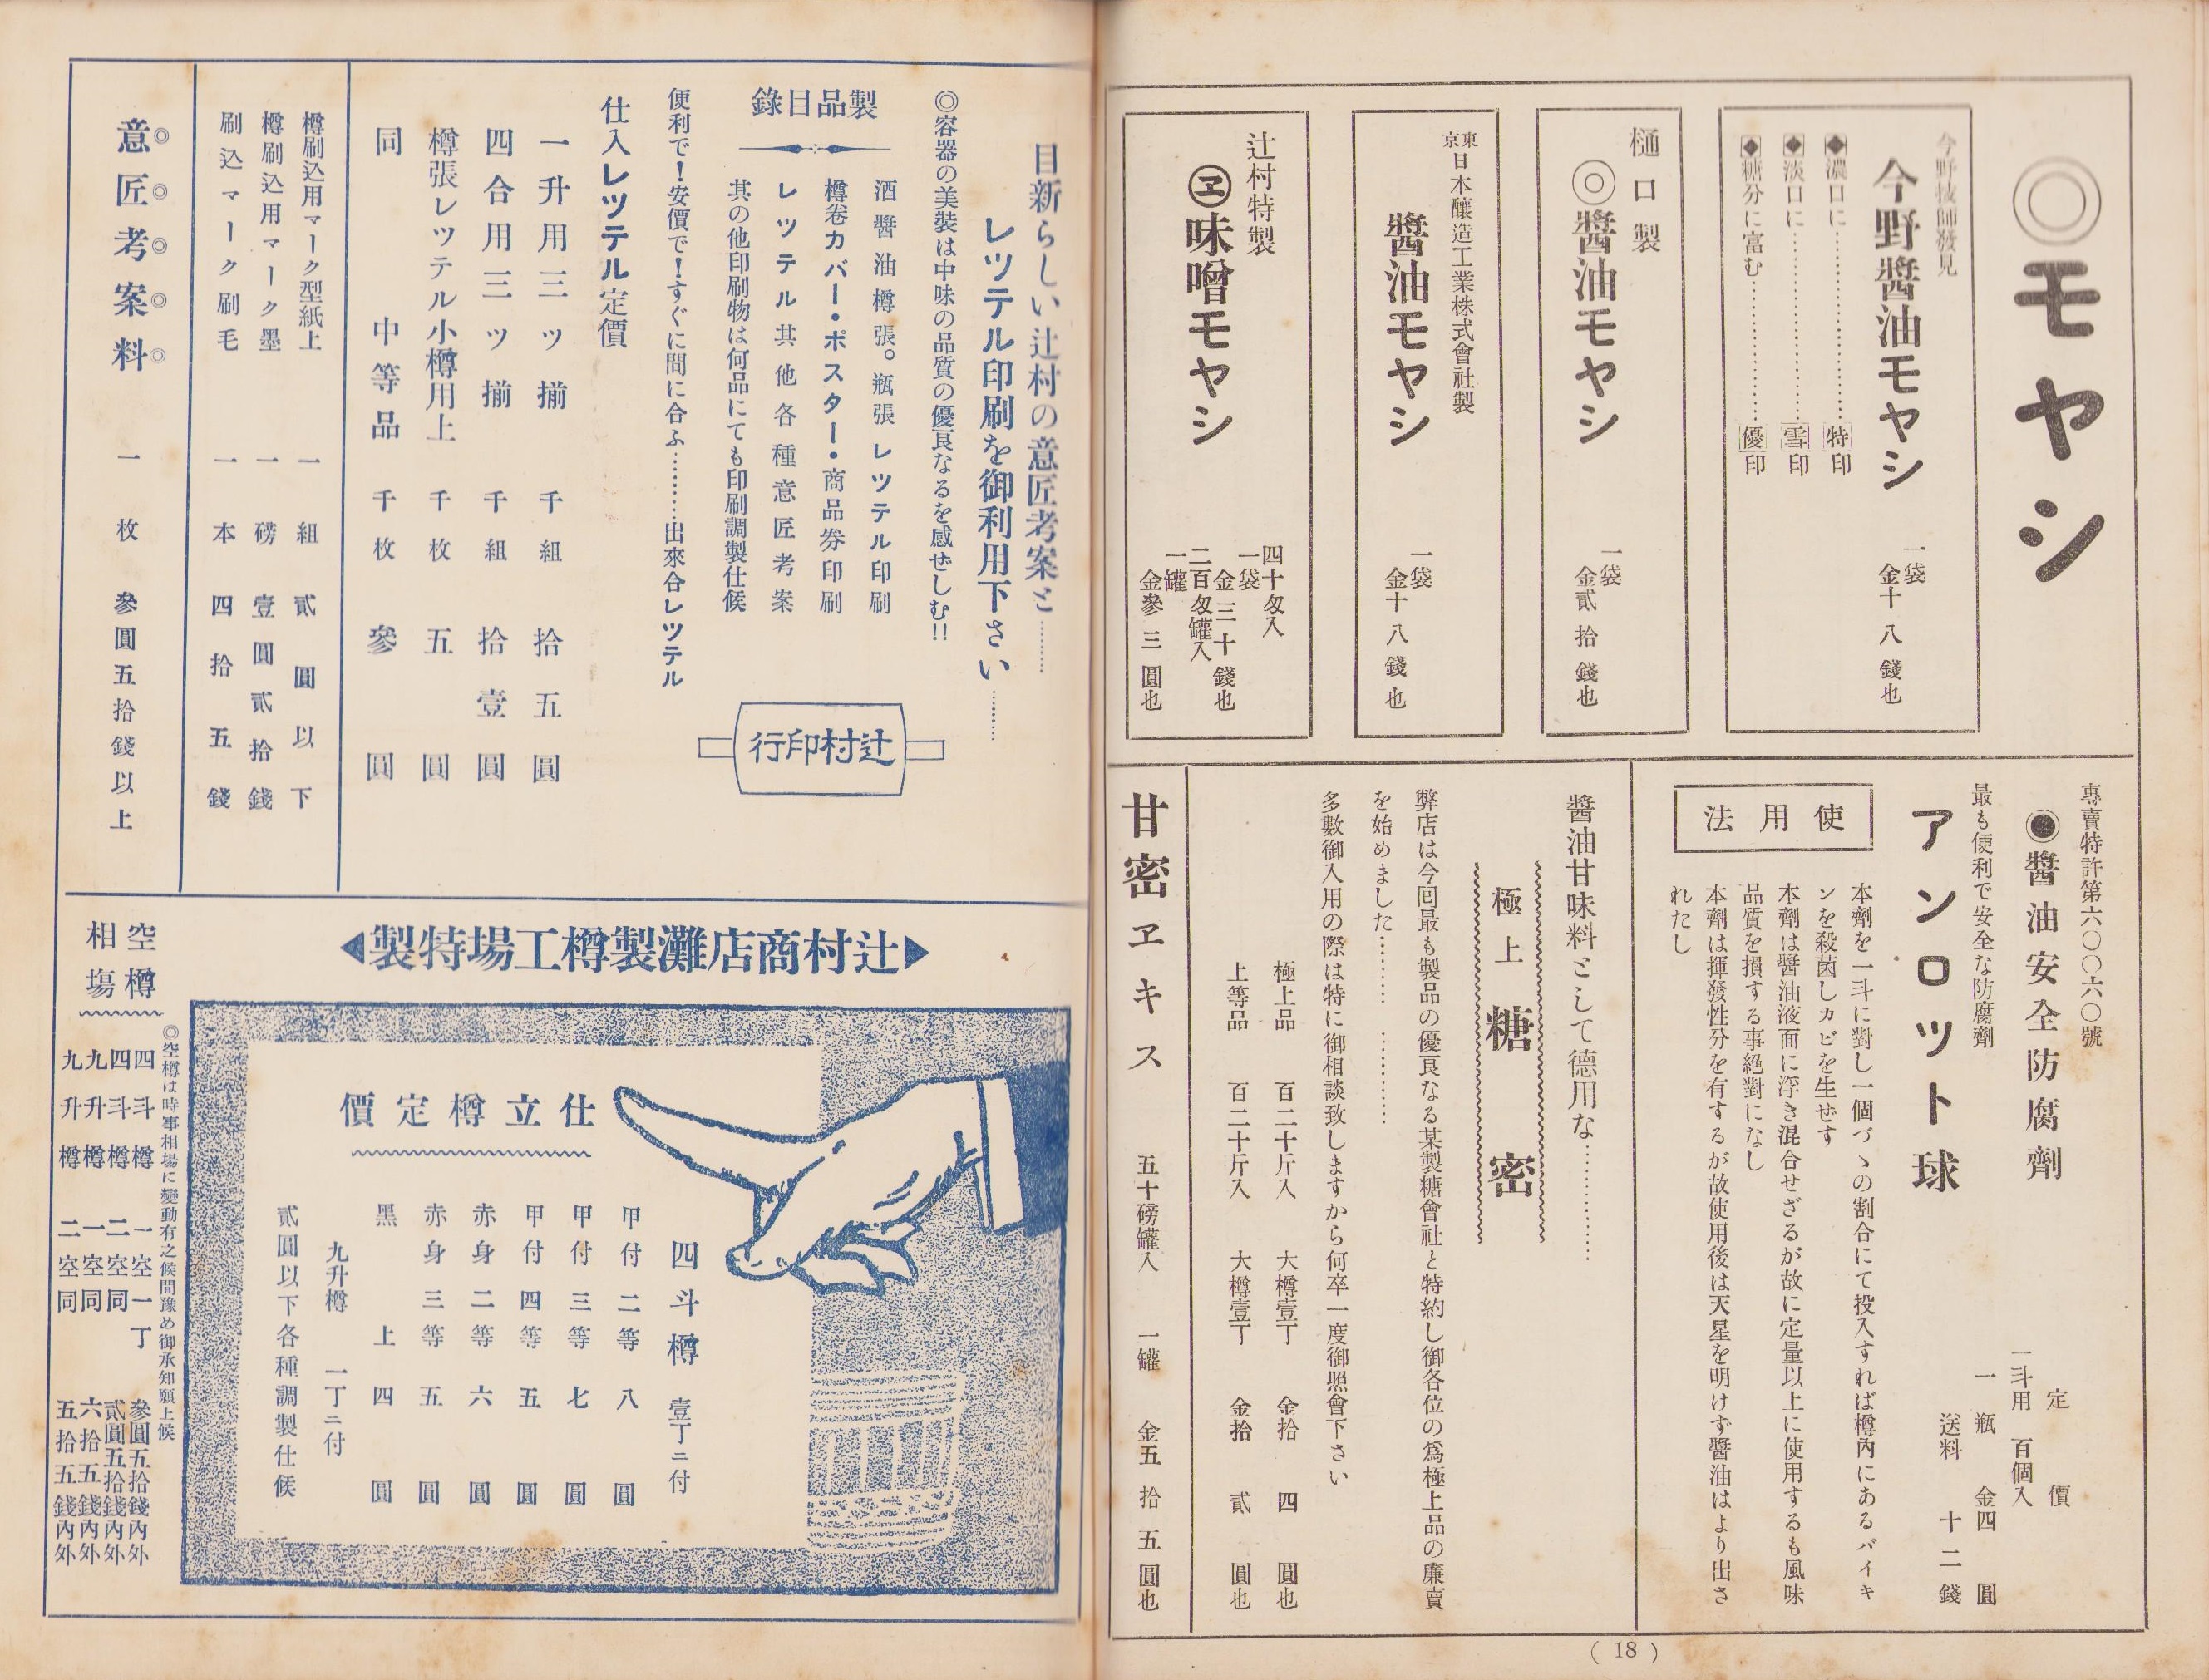 ◎モヤシ
今野技師發見
今野醬油モヤシ
◆濃口に………………特印
◆淡口に………………雪印
◆糖分に富む…………優印
一袋 金十八錢也
樋口製
◎醬油モヤシ
一袋 金貳拾錢也
東京日本釀造工業株式會社製
醬油モヤシ
一袋 金十八錢也
辻村特製
㋓味噌モヤシ
四十匁入
一袋 金三十錢也
二百匁罐入
一罐 金參三圓也
專賣特許第六〇〇六〇號
◉醬油安全防腐劑
最も便利で安全な防腐劑
アンロット球
定價
一斗用 百個入
一瓶 金四圓
送料 十二錢
使用法
本劑を一斗に對し一個づゝの割合にて投入すれば樽內にあるバイキ
ンを殺菌しカビを生せす
本劑は醬油液面に浮き混合せざるが故に定量以上に使用するも風味
品質を損する事絕對になし
本劑は揮發性分を有するが故使用後は天星を明けず醬油はより出さ
れたし
醬油甘味料として德用な…………
極上 糖密
弊店は今囘最も製品の優良なる某製糖會社と特約し御各位の爲極上品の廉賣
を始めました………… …………
多數御入用の際は特に御相談致しますから何卒一度御照會下さい
極上品 百二十斤入 大樽壹丁 金拾四圓也
上等品 百二十斤入 大樽壹丁 金拾貳圓也
甘密ヱキス 五十磅罐入 一罐 金五拾五圓也
( 18 )
目新らしい辻村の意匠考案と………
レツテル印刷を御利用下さい………
◎容器の美裝は中味の品質の優良なるを感ぜしむ!!
製品目錄
酒醬油樽張。瓶張レツテル印刷
樽卷カバー・ポスター・商品券印刷
レツテル其他各種意匠考案
其の他印刷物は何品にても印刷調製仕候
辻村印行
便利で!安價で!すぐに間に合ふ…………出來合レツテル
仕入レツテル定價
一升用三ツ揃 千組 拾五圓
四合用三ツ揃 千組 拾壹圓
樽張レツテル小樽用上 千枚 五圓
同 中等品 千枚 參圓
樽刷込用マーク型紙上 一組 貳圓以下
樽刷込用マーク墨 一磅 壹圓貳拾錢
刷込マーク刷毛 一本 四拾五錢
意匠考案料 一枚 參圓五拾錢以上
辻村商店灘製樽工場特製
仕立樽定價
四斗樽 壹丁ニ付
甲付二等 八圓
甲付三等 七圓
甲付四等 五圓
赤身二等 六圓
赤身三等 五圓
黑上 四圓
九升樽 一丁ニ付
貳圓以下各種調製仕候
空樽相塲
◎空樽は時事相場に變動有之候間豫め御承知願上候
四斗樽 一空一丁 參圓五拾錢內外
四斗樽 二空同 貳圓五拾錢內外
九升樽 一空同 六拾五錢內外
九升樽 二空同 五拾五錢內外